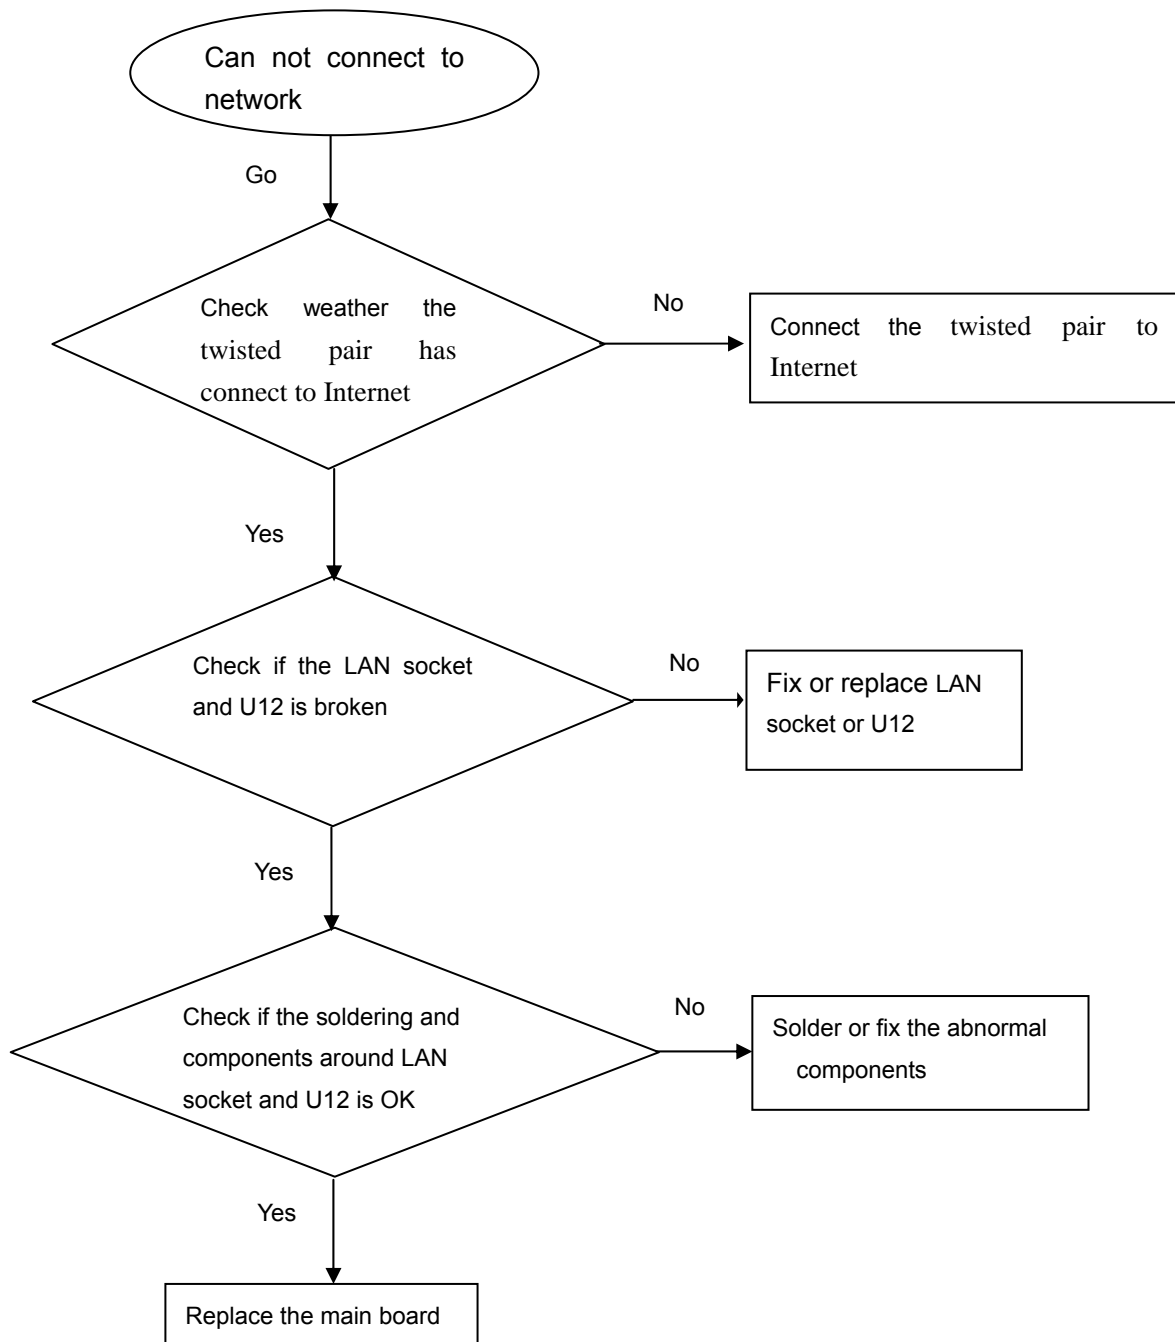 Can not connect to
network
Go
Check weather the
twisted pair has
connect to Internet
No
Connect the twisted pair to
Internet
Yes
Check if the LAN socket
and U12 is broken
No
Fix or replace LAN
socket or U12
Yes
Check if the soldering and
components around LAN
socket and U12 is OK
No
Solder or fix the abnormal
components
Yes
Replace the main board